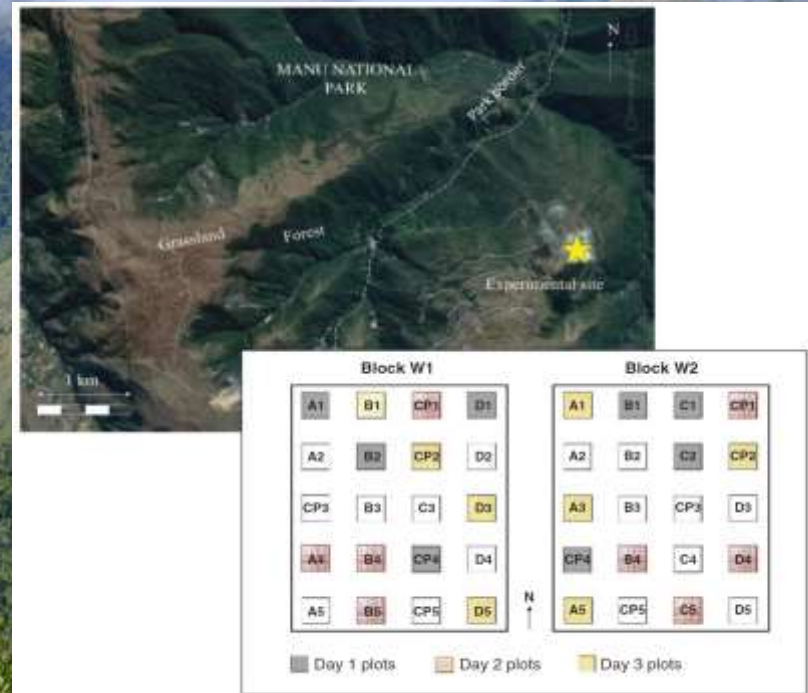 MANU NATIONAL
PARK
Park border
N
Grassland
Forest
Experimental site
1 km
Block W1
Block W2
A1 B1 CP1 D1
A1 B1 C1 CP1
A2 B2 CP2 D2
A2 B2 C2 CP2
CP3 B3 C3 D3
A3 B3 CP3 D3
A4 B4 CP4 D4
CP4 B4 C4 D4
A5 B5 CP5 D5
N
A5 CP5 C5 D5
Day 1 plots
Day 2 plots
Day 3 plots